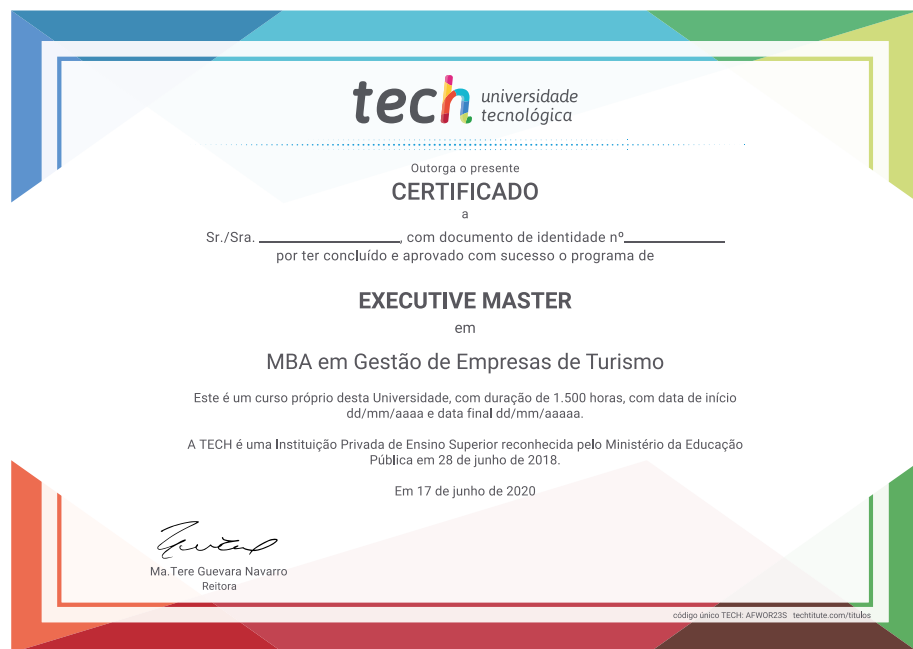 tech universidade
tecnológica
Outorga o presente
CERTIFICADO
a
Sr./Sra. ____________________, com documento de identidade nº______________
por ter concluído e aprovado com sucesso o programa de
EXECUTIVE MASTER
em
MBA em Gestão de Empresas de Turismo
Este é um curso próprio desta Universidade, com duração de 1.500 horas, com data de início
dd/mm/aaaa e data final dd/mm/aaaaa.
A TECH é uma Instituição Privada de Ensino Superior reconhecida pelo Ministério da Educação
Pública em 28 de junho de 2018.
Em 17 de junho de 2020
Ma.Tere Guevara Navarro
Reitora
código único TECH: AFWOR23S techtitute.com/titulos